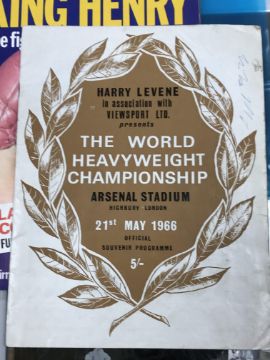 KING HENRY
HARRY LEVENE
in association with
VIEWSPORT LTD.
presents
THE WORLD
HEAVYWEIGHT
CHAMPIONSHIP
ARSENAL STADIUM
HIGHBURY LONDON
21st MAY 1966
OFFICIAL
SOUVENIR PROGRAMME
5/-